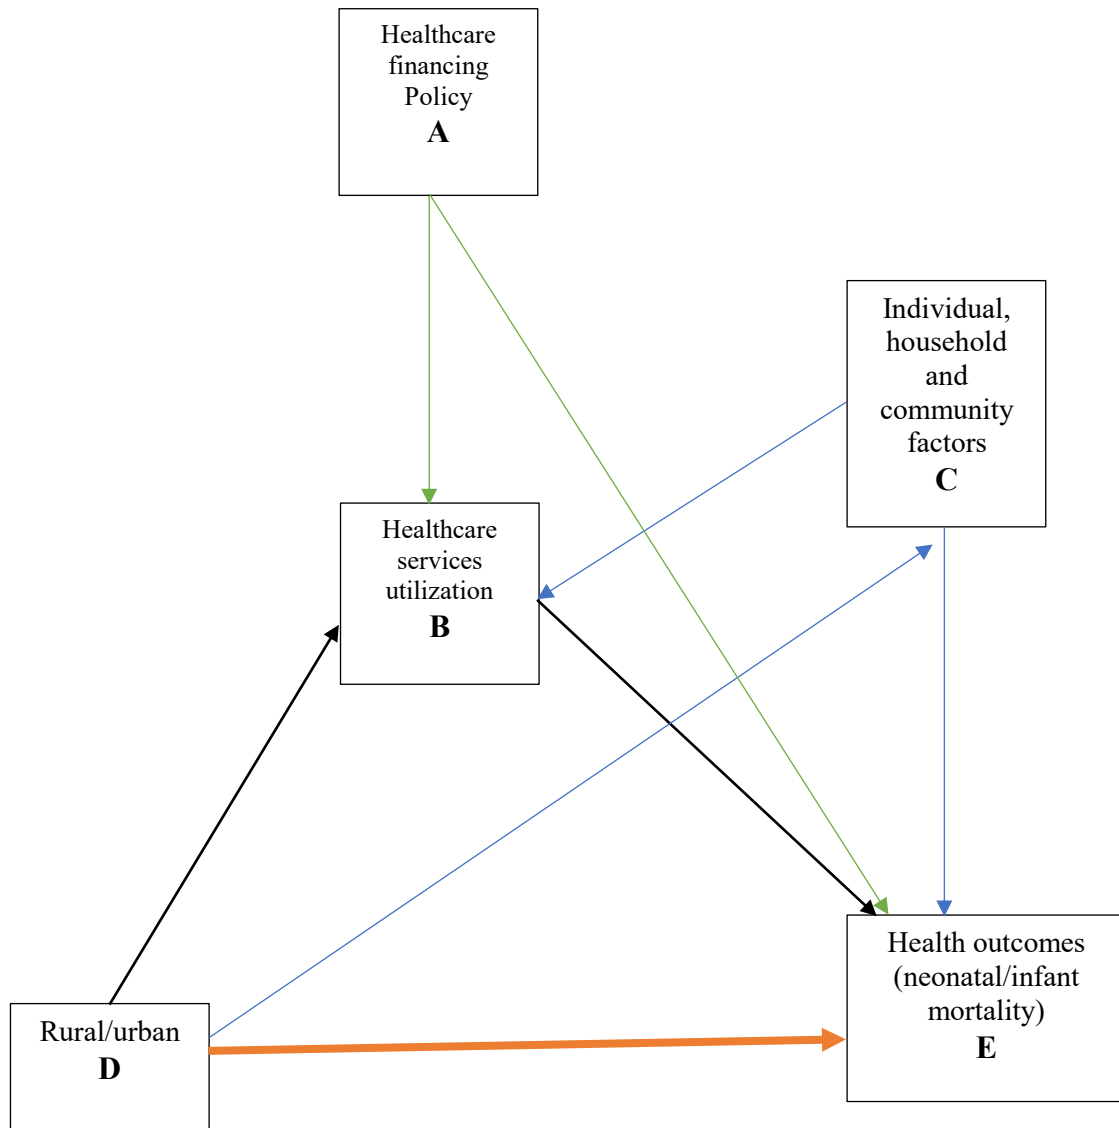 Healthcare
financing
Policy
A
Individual,
household
and
community
factors
C
Healthcare
services
utilization
B
Health outcomes
(neonatal/infant
mortality)
E
Rural/urban
D